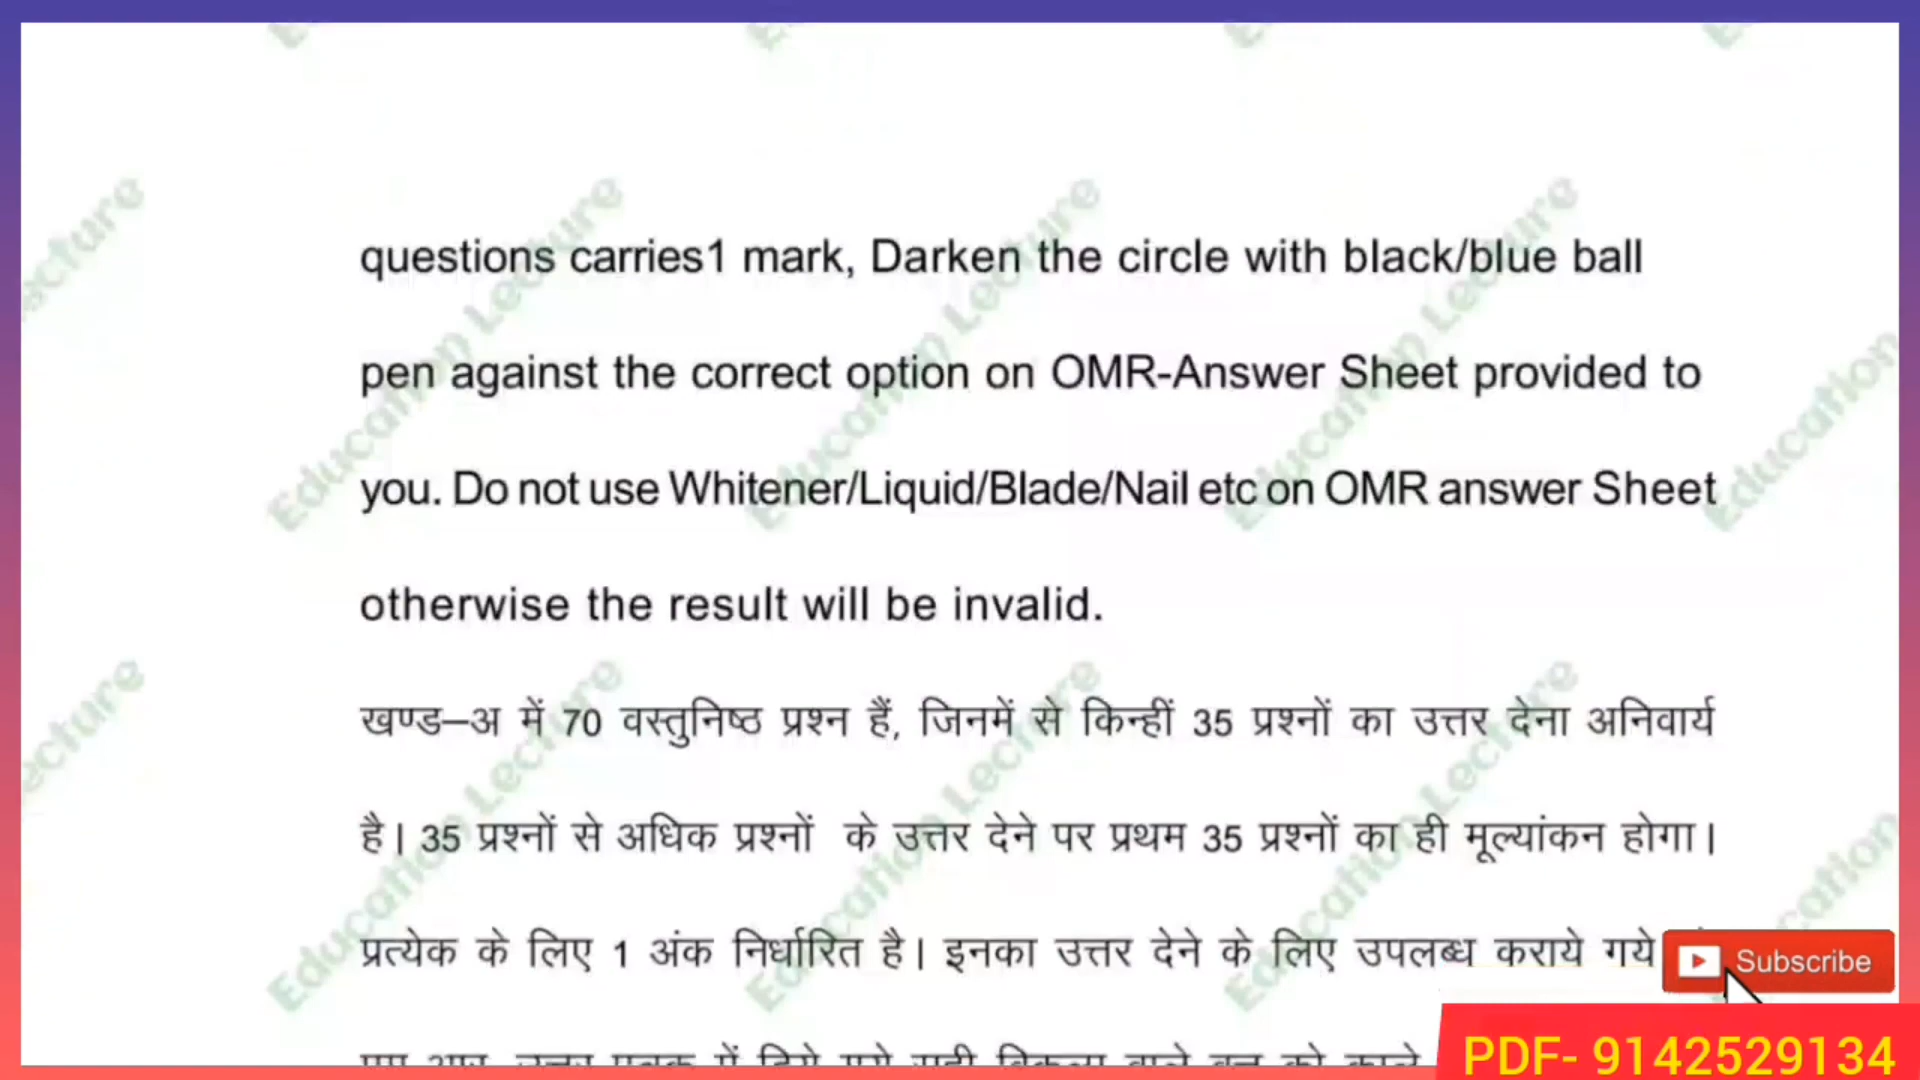 questions carries1 mark, Darken the circle with black/blue ball
pen against the correct option on OMR-Answer Sheet provided to
you. Do not use Whitener/Liquid/Blade/Nail etc on OMR answer Sheet
otherwise the result will be invalid.
खण्ड–अ में 70 वस्तुनिष्ठ प्रश्न हैं, जिनमें से किन्हीं 35 प्रश्नों का उत्तर देना अनिवार्य
है। 35 प्रश्नों से अधिक प्रश्नों के उत्तर देने पर प्रथम 35 प्रश्नों का ही मूल्यांकन होगा।
प्रत्येक के लिए 1 अंक निर्धारित है। इनका उत्तर देने के लिए उपलब्ध कराये गये
Subscribe
PDF- 9142529134
Education Lecture